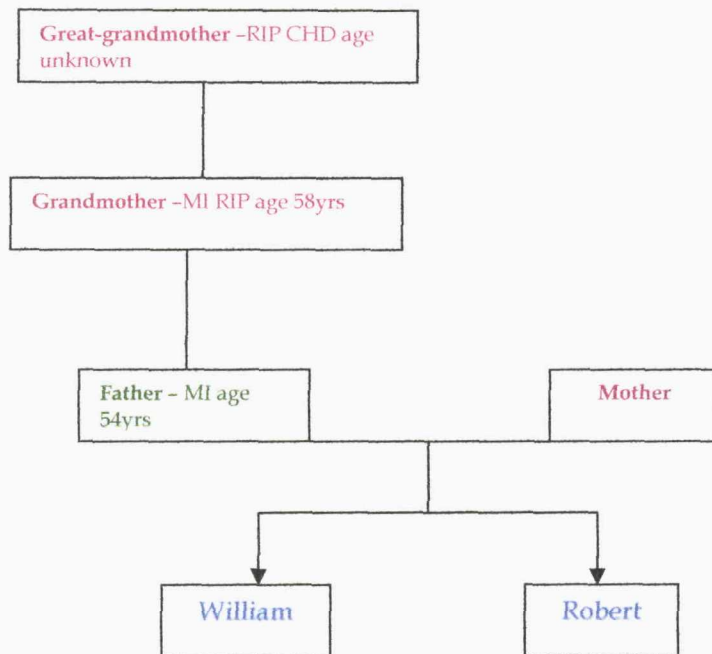 Great-grandmother –RIP CHD age
unknown
Grandmother –MI RIP age 58yrs
Father – MI age
54yrs
Mother
William
Robert